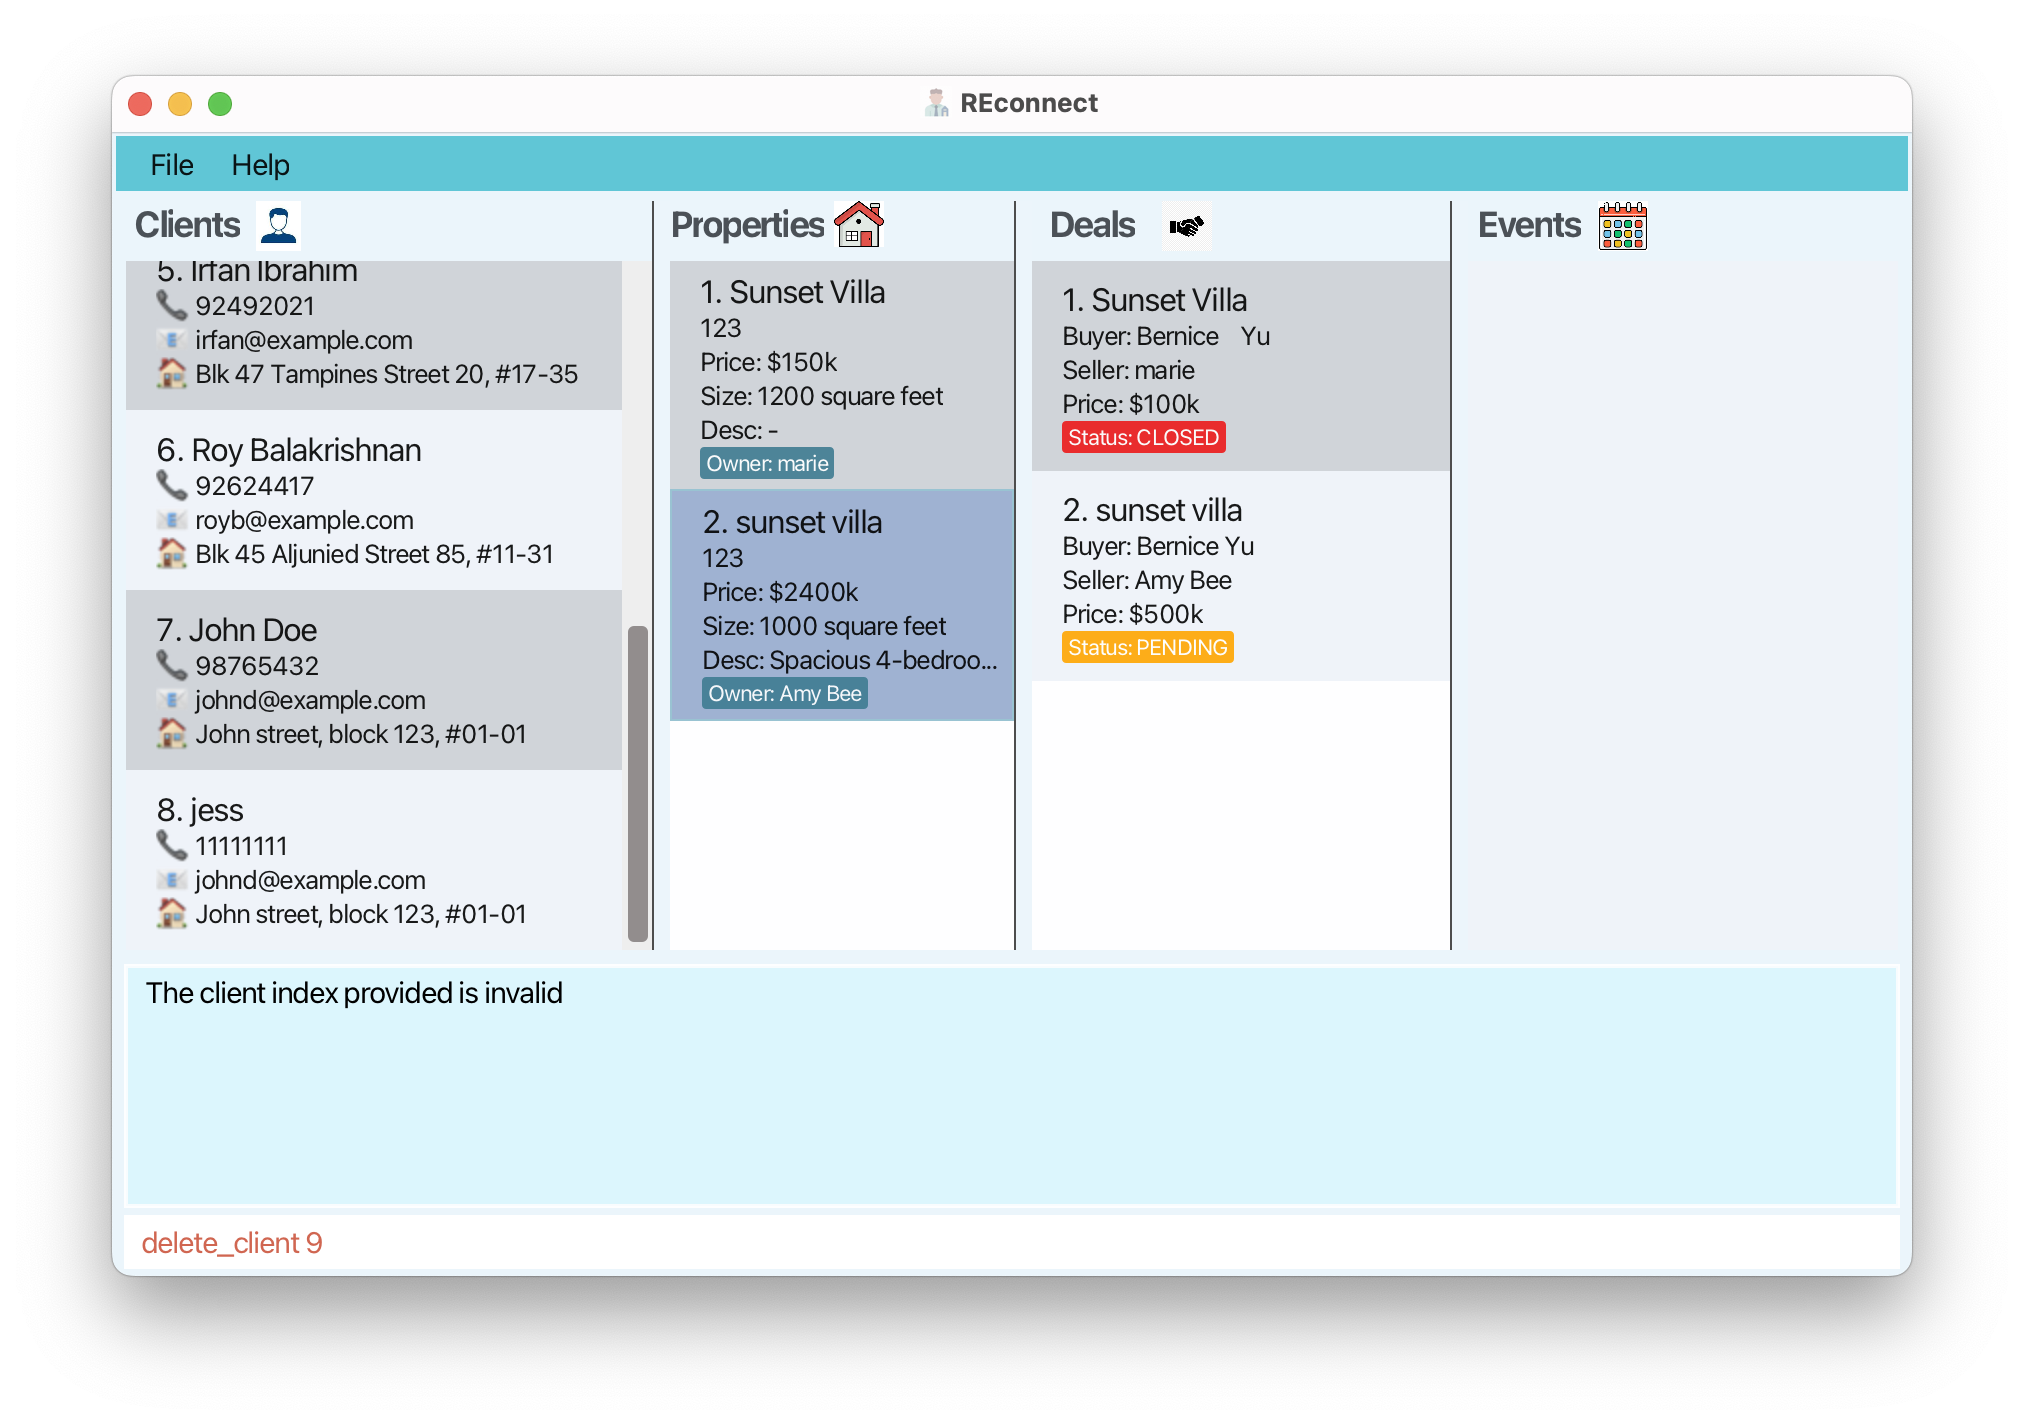 REconnect
File Help
Clients
5. Irfan Ibrahim
92492021
irfan@example.com
Blk 47 Tampines Street 20, #17-35
6. Roy Balakrishnan
92624417
royb@example.com
Blk 45 Aljunied Street 85, #11-31
7. John Doe
98765432
johnd@example.com
John street, block 123, #01-01
8. jess
11111111
johnd@example.com
John street, block 123, #01-01
Properties
1. Sunset Villa
123
Price: $150k
Size: 1200 square feet
Desc: -
Owner: marie
2. sunset villa
123
Price: $2400k
Size: 1000 square feet
Desc: Spacious 4-bedroo...
Owner: Amy Bee
Deals
1. Sunset Villa
Buyer: Bernice    Yu
Seller: marie
Price: $100k
Status: CLOSED
2. sunset villa
Buyer: Bernice Yu
Seller: Amy Bee
Price: $500k
Status: PENDING
Events
The client index provided is invalid
delete_client 9